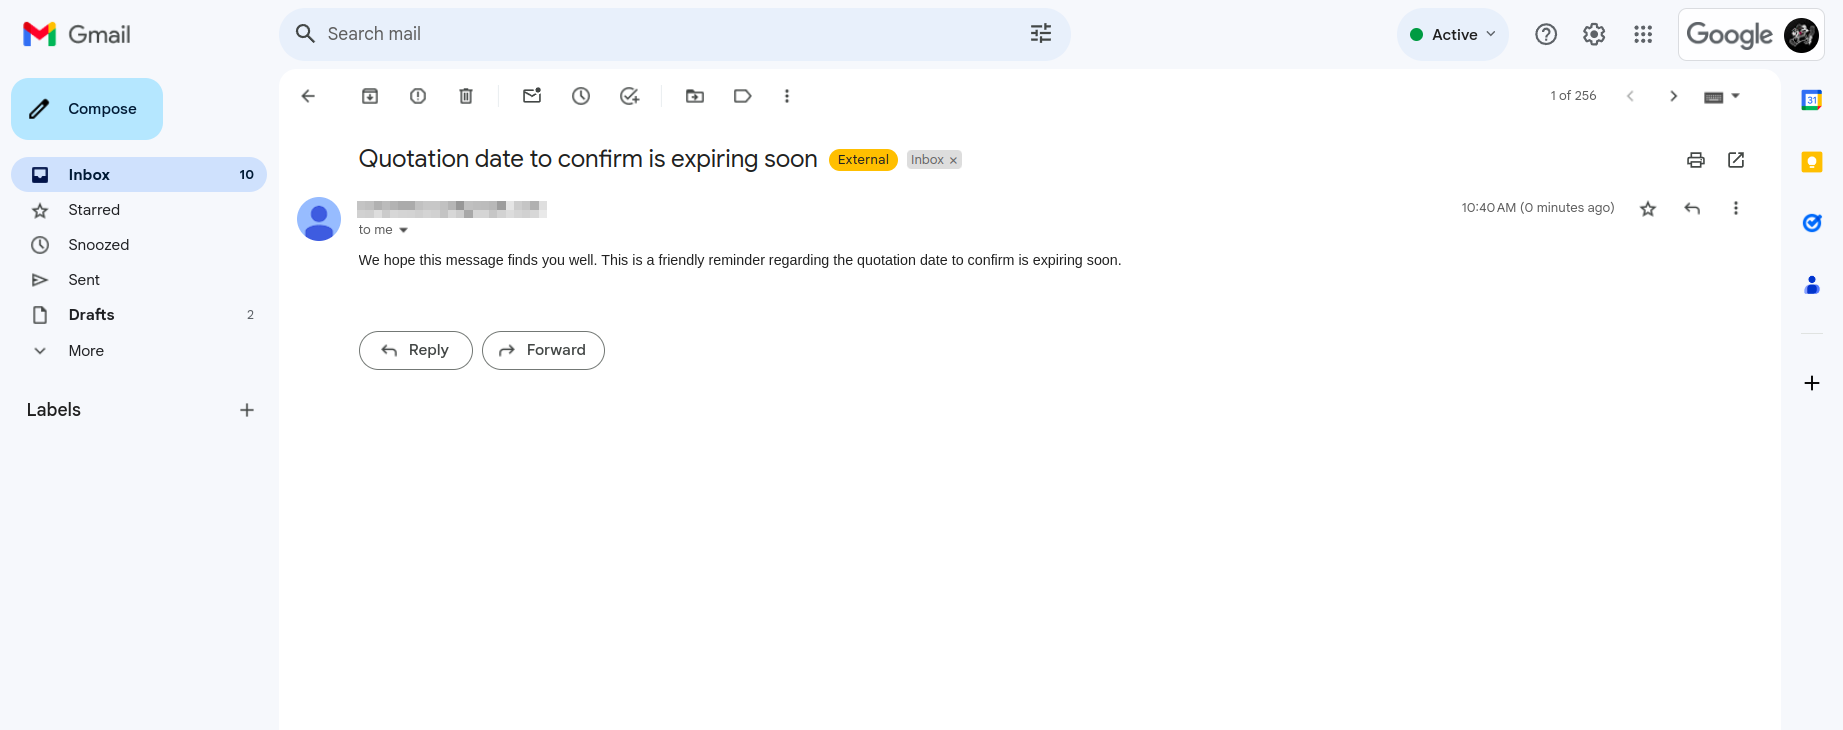 Gmail
Search mail
Active
Google
Compose
1 of 256
Quotation date to confirm is expiring soon External Inbox ×
Inbox 10
Starred
10:40 AM (0 minutes ago)
to me
Snoozed
We hope this message finds you well. This is a friendly reminder regarding the quotation date to confirm is expiring soon.
Sent
Drafts 2
More
Reply Forward
Labels
31